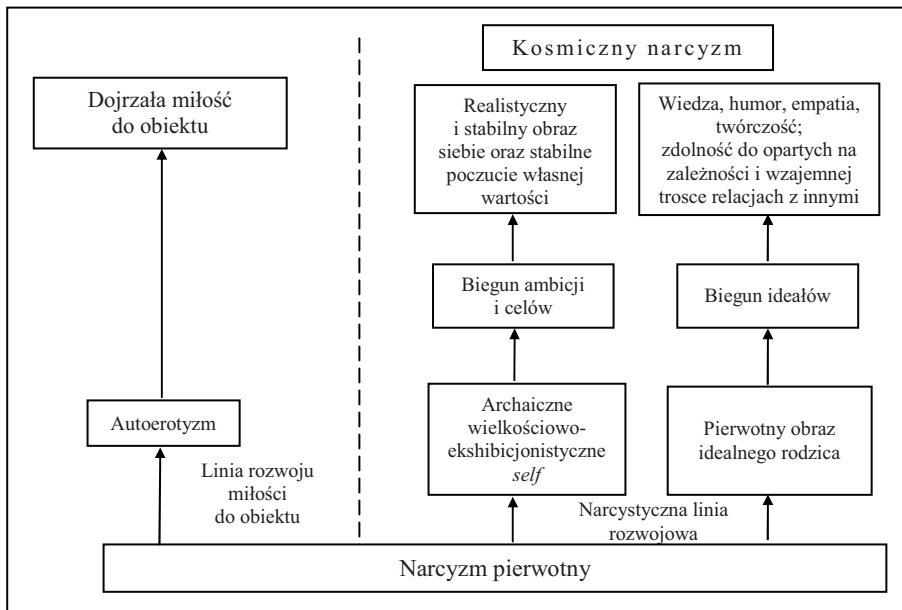 Kosmiczny narcyzm
Dojrzała miłość
do obiektu
Realistyczny
i stabilny obraz
siebie oraz stabilne
poczucie własnej
wartości
Wiedza, humor, empatia,
twórczość;
zdolność do opartych na
zależności i wzajemnej
trosce relacjach z innymi
Biegun ambicji
i celów
Biegun ideałów
Autoerotyzm
Archaiczne
wielkościowo-
ekshibicjonistyczne
self
Pierwotny obraz
idealnego rodzica
Linia rozwoju
miłości
do obiektu
Narcystyczna linia
rozwojowa
Narcyzm pierwotny